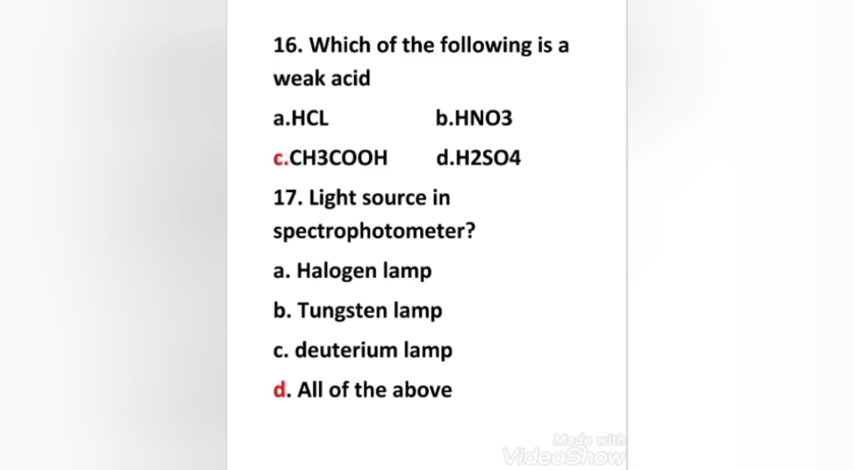 16. Which of the following is a
weak acid
a.HCL b.HNO3
c.CH3COOH d.H2SO4
17. Light source in
spectrophotometer?
a. Halogen lamp
b. Tungsten lamp
c. deuterium lamp
d. All of the above
Made with
VideoShow